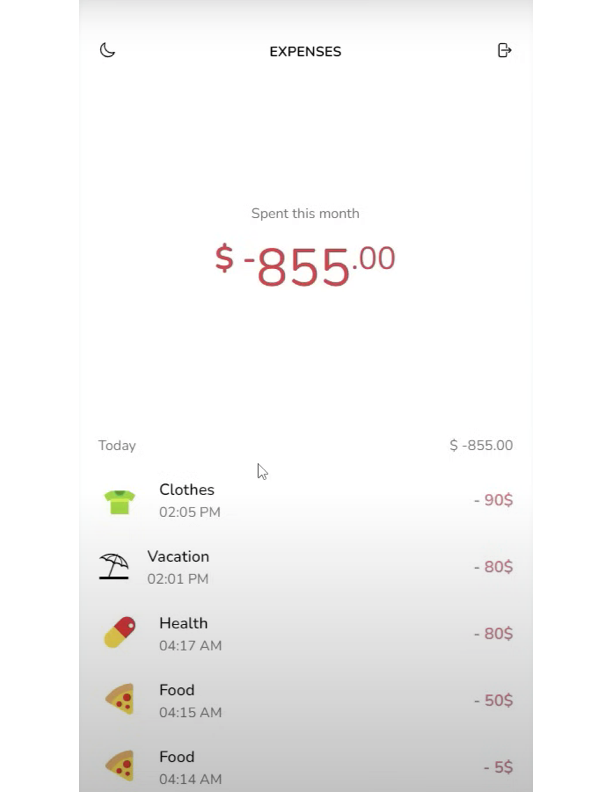 EXPENSES
Spent this month
$ -855.00
Today $ -855.00
Clothes
02:05 PM
- 90$
Vacation
02:01 PM
- 80$
Health
04:17 AM
- 80$
Food
04:15 AM
- 50$
Food
04:14 AM
- 5$